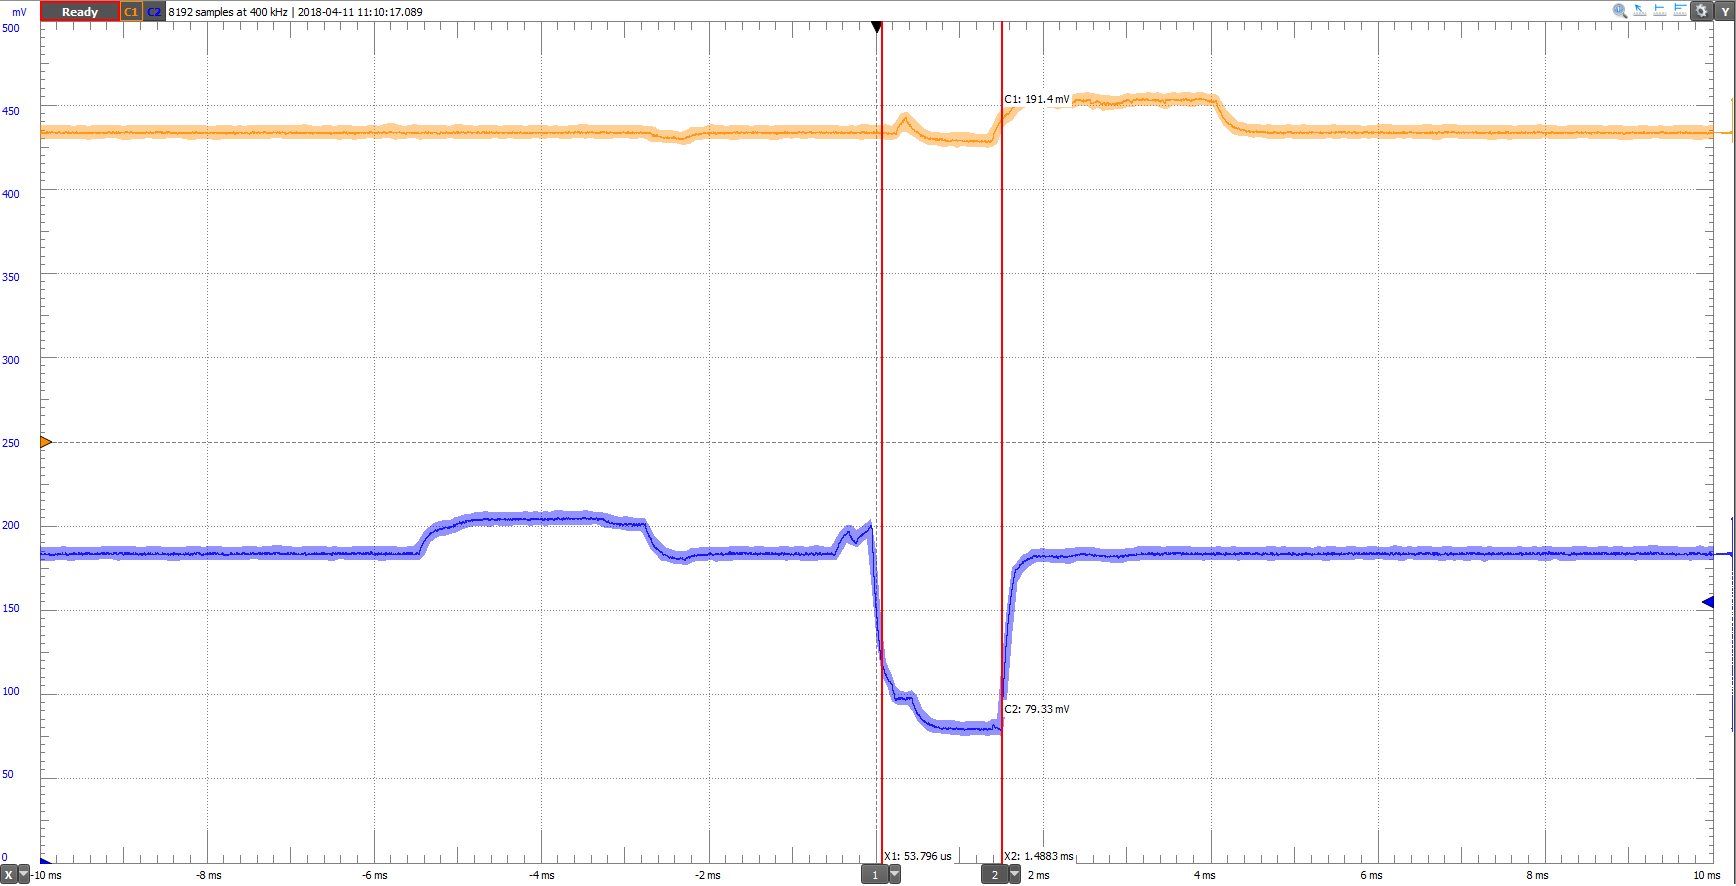 mV Ready C1 C2 8192 samples at 400 kHz | 2018-04-11 11:10:17.089 Y
500
450
C1: 191.4 mV
400
350
300
250
200
150
100
C2: 79.33 mV
50
0
X1: 53.796 us X2: 1.4883 ms
X -10 ms -8 ms -6 ms -4 ms -2 ms 1 2 2 ms 4 ms 6 ms 8 ms 10 ms